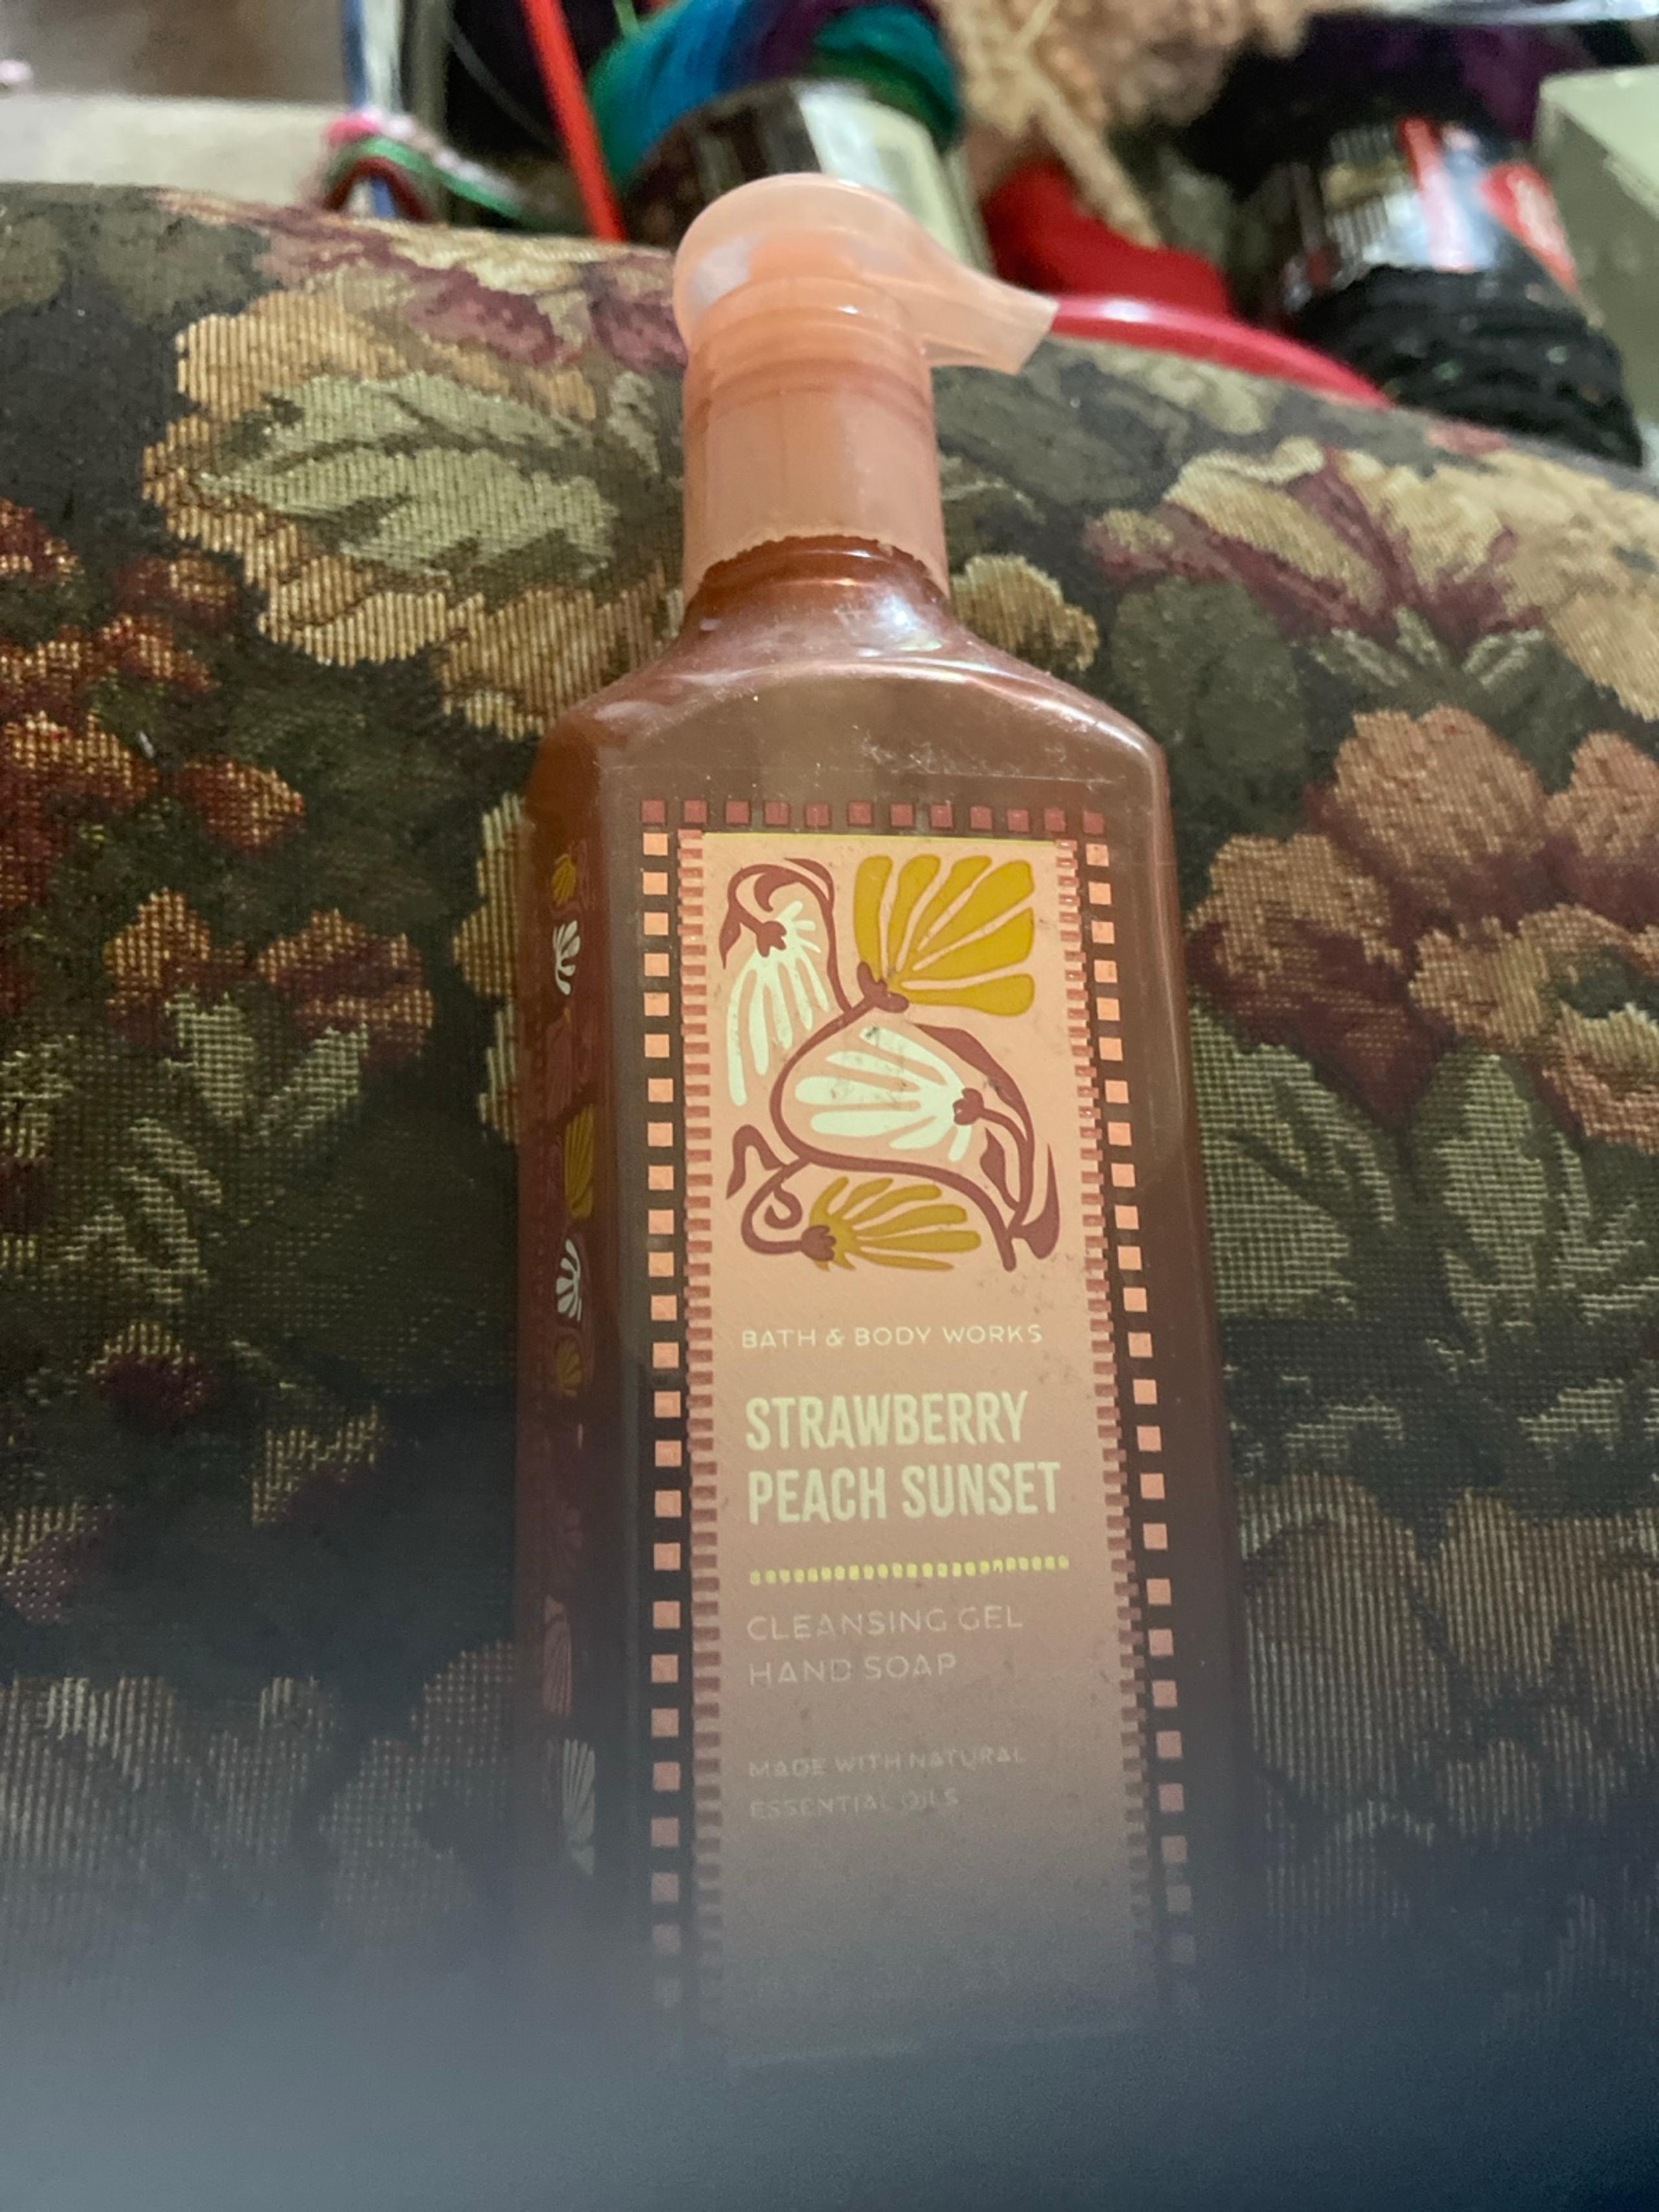 BATH & BODY WORKS
STRAWBERRY
PEACH SUNSET
CLEANSING GEL
HAND SOAP
MADE WITH NATURAL
ESSENTIAL OILS